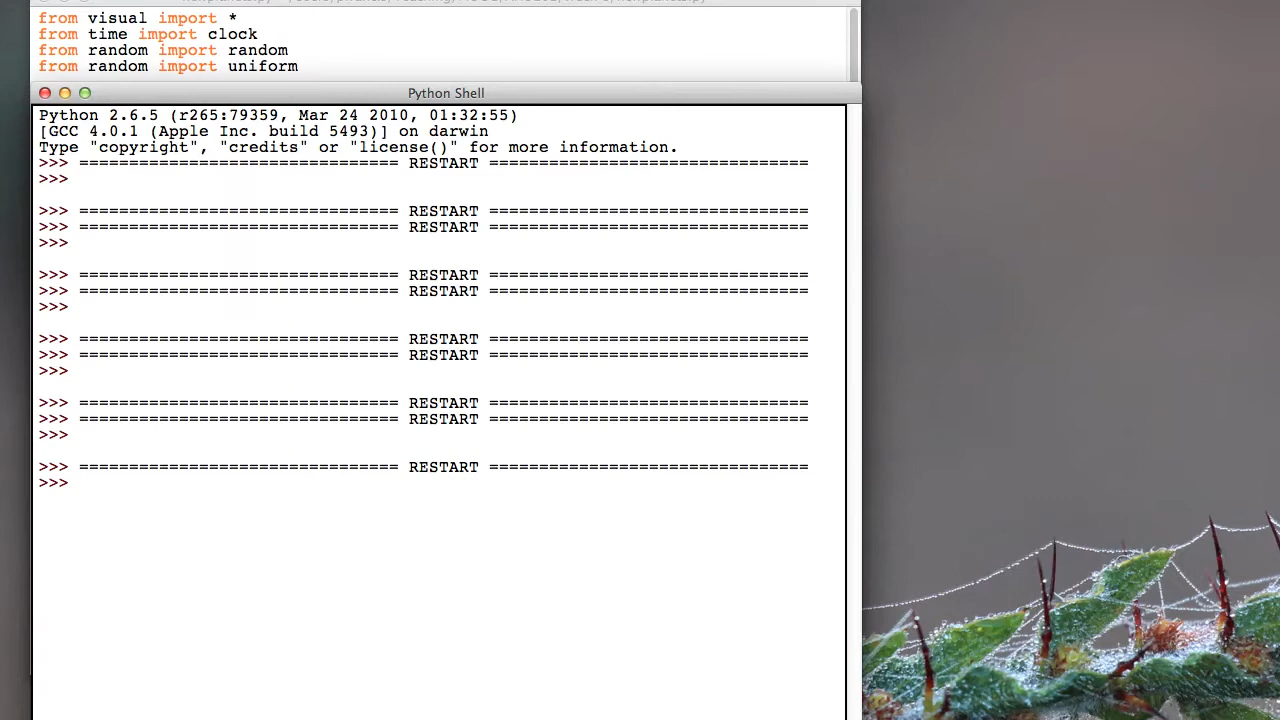 from visual import *
from time import clock
from random import random
from random import uniform
Python Shell
Python 2.6.5 (r265:79359, Mar 24 2010, 01:32:55)
[GCC 4.0.1 (Apple Inc. build 5493)] on darwin
Type "copyright", "credits" or "license()" for more information.
>>> ================================ RESTART ================================
>>>
>>> ================================ RESTART ================================
>>> ================================ RESTART ================================
>>>
>>> ================================ RESTART ================================
>>> ================================ RESTART ================================
>>>
>>> ================================ RESTART ================================
>>> ================================ RESTART ================================
>>>
>>> ================================ RESTART ================================
>>> ================================ RESTART ================================
>>>
>>> ================================ RESTART ================================
>>>